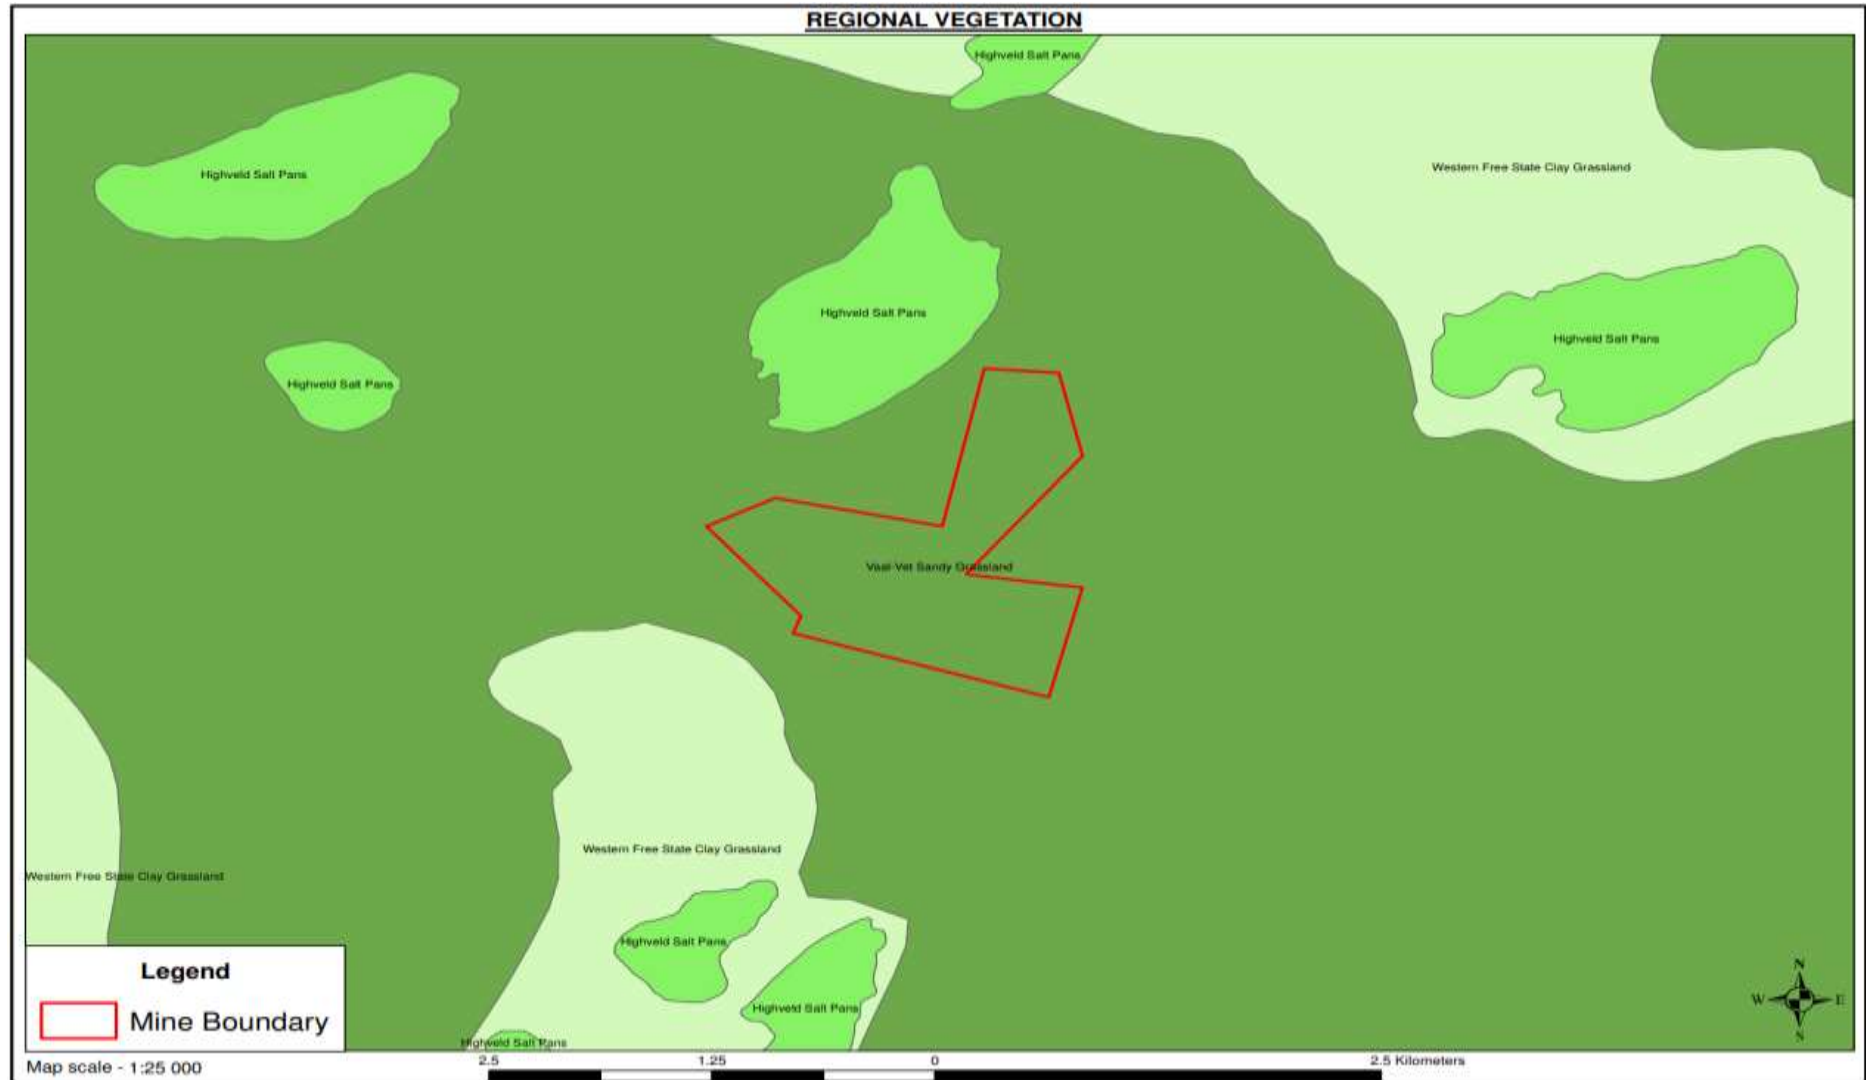 REGIONAL VEGETATION
Highveld Salt Pans
Western Free State Clay Grassland
Highveld Salt Pans
Highveld Salt Pans
Highveld Salt Pans
Highveld Salt Pans
Vaal-Vet Sandy Grassland
Western Free State Clay Grassland
Western Free State Clay Grassland
Highveld Salt Pans
Highveld Salt Pans
Highveld Salt Pans
Legend
Mine Boundary
N
W E
S
Map scale - 1:25 000
2.5 1.25 0 2.5 Kilometers